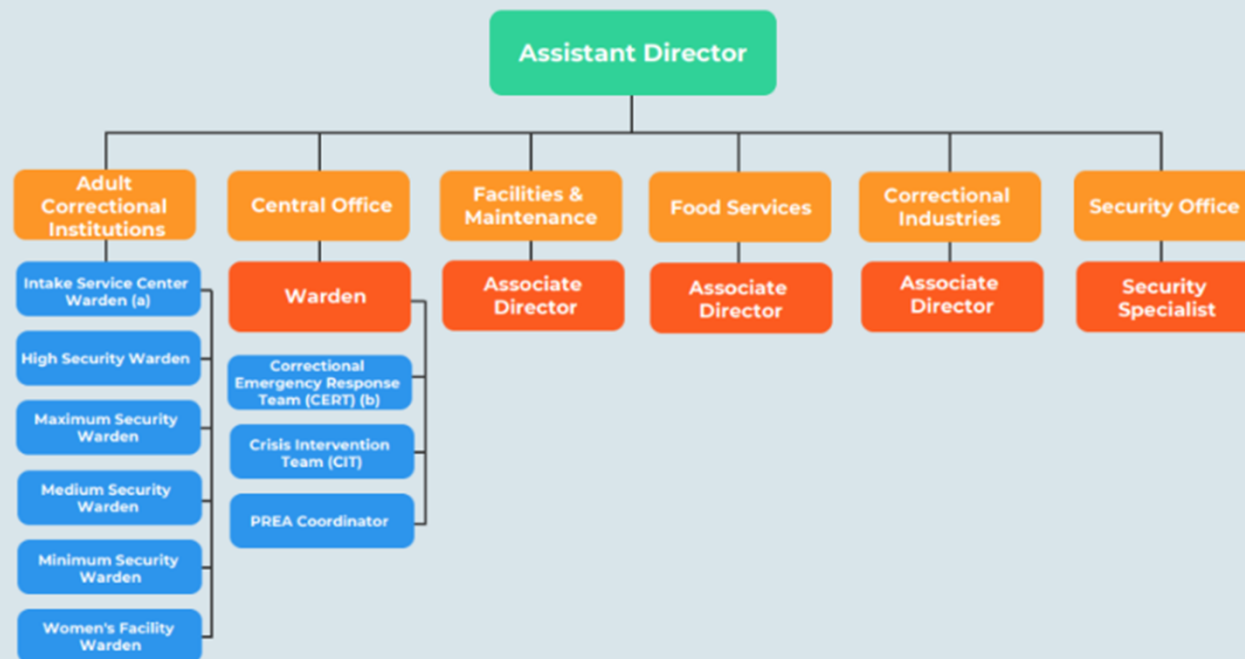 Assistant Director
Adult
Correctional
Institutions
Central Office
Facilities &
Maintenance
Food Services
Correctional
Industries
Security Office
Intake Service Center
Warden (a)
High Security Warden
Maximum Security
Warden
Medium Security
Warden
Minimum Security
Warden
Women's Facility
Warden
Warden
Correctional
Emergency Response
Team (CERT) (b)
Crisis Intervention
Team (CIT)
PREA Coordinator
Associate
Director
Associate
Director
Associate
Director
Security
Specialist